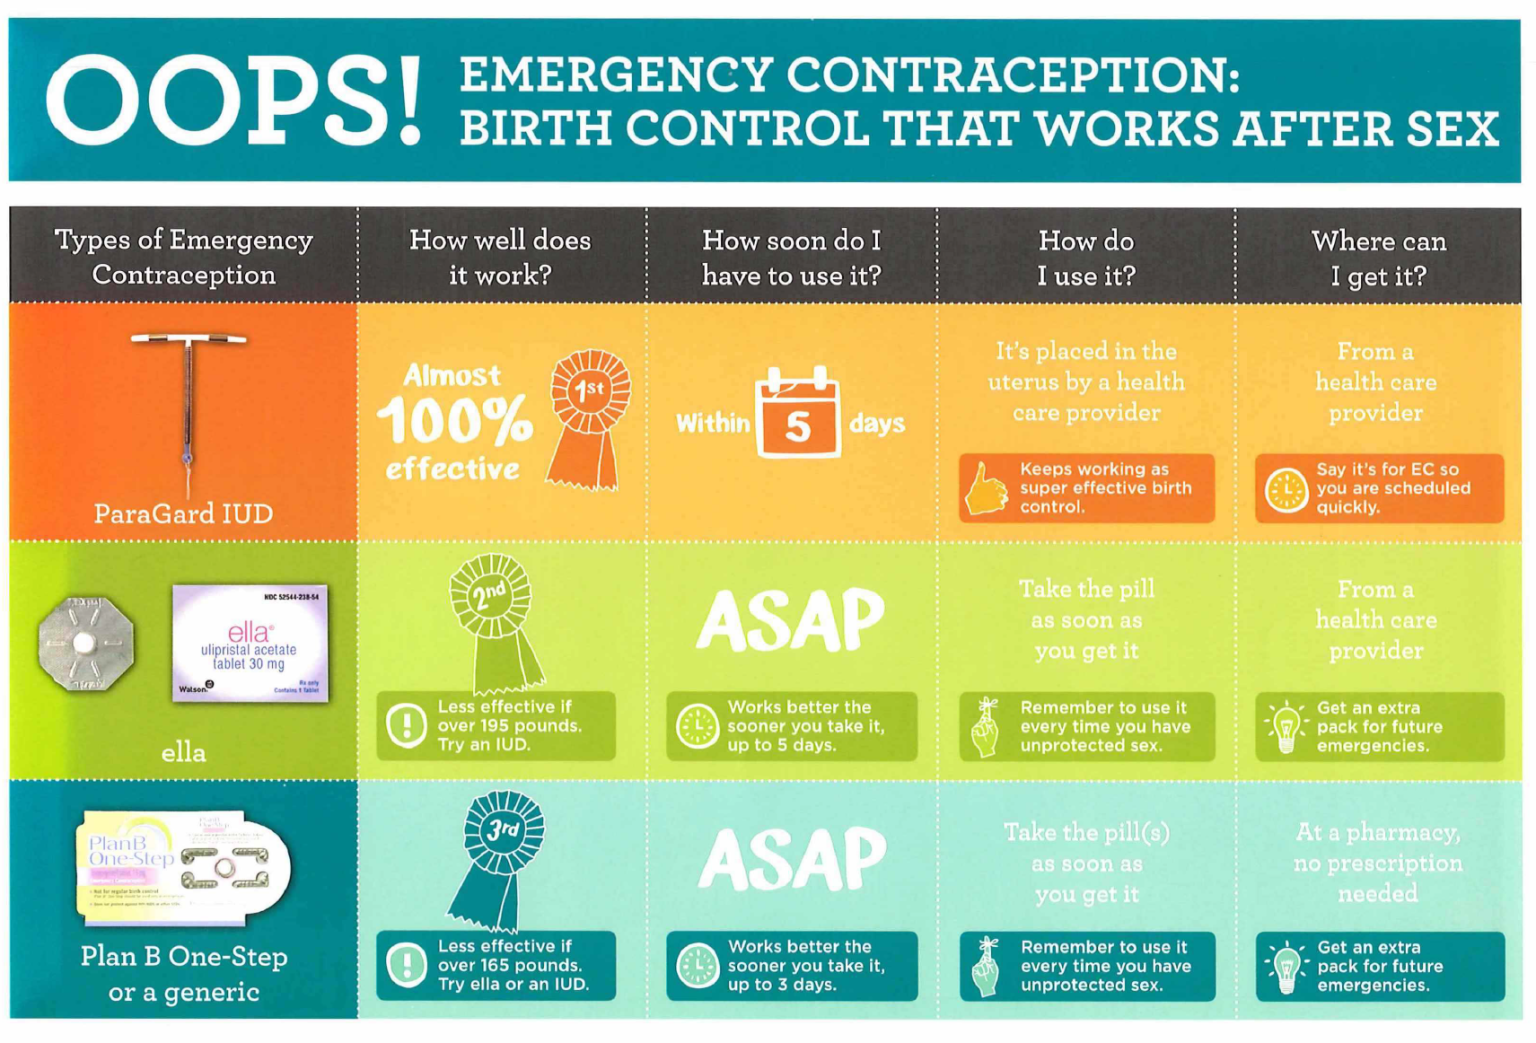 OOPS!
EMERGENCY CONTRACEPTION:
BIRTH CONTROL THAT WORKS AFTER SEX
Types of Emergency
Contraception
How well does
it work?
How soon do I
have to use it?
How do
I use it?
Where can
I get it?
ParaGard IUD
Almost
100%
effective
1st
Within
5
days
It's placed in the
uterus by a health
care provider
Keeps working as
super effective birth
control.
From a
health care
provider
Say it's for EC so
you are scheduled
quickly.
NDC 52544-238-54
ella®
ulipristal acetate
tablet 30 mg
Watson
Rx only
Contains 1 Tablet
ella
2nd
Less effective if
over 195 pounds.
Try an IUD.
ASAP
Works better the
sooner you take it,
up to 5 days.
Take the pill
as soon as
you get it
Remember to use it
every time you have
unprotected sex.
From a
health care
provider
Get an extra
pack for future
emergencies.
Plan B
One-Step
Plan B One-Step
or a generic
3rd
Less effective if
over 165 pounds.
Try ella or an IUD.
ASAP
Works better the
sooner you take it,
up to 3 days.
Take the pill(s)
as soon as
you get it
Remember to use it
every time you have
unprotected sex.
At a pharmacy,
no prescription
needed
Get an extra
pack for future
emergencies.